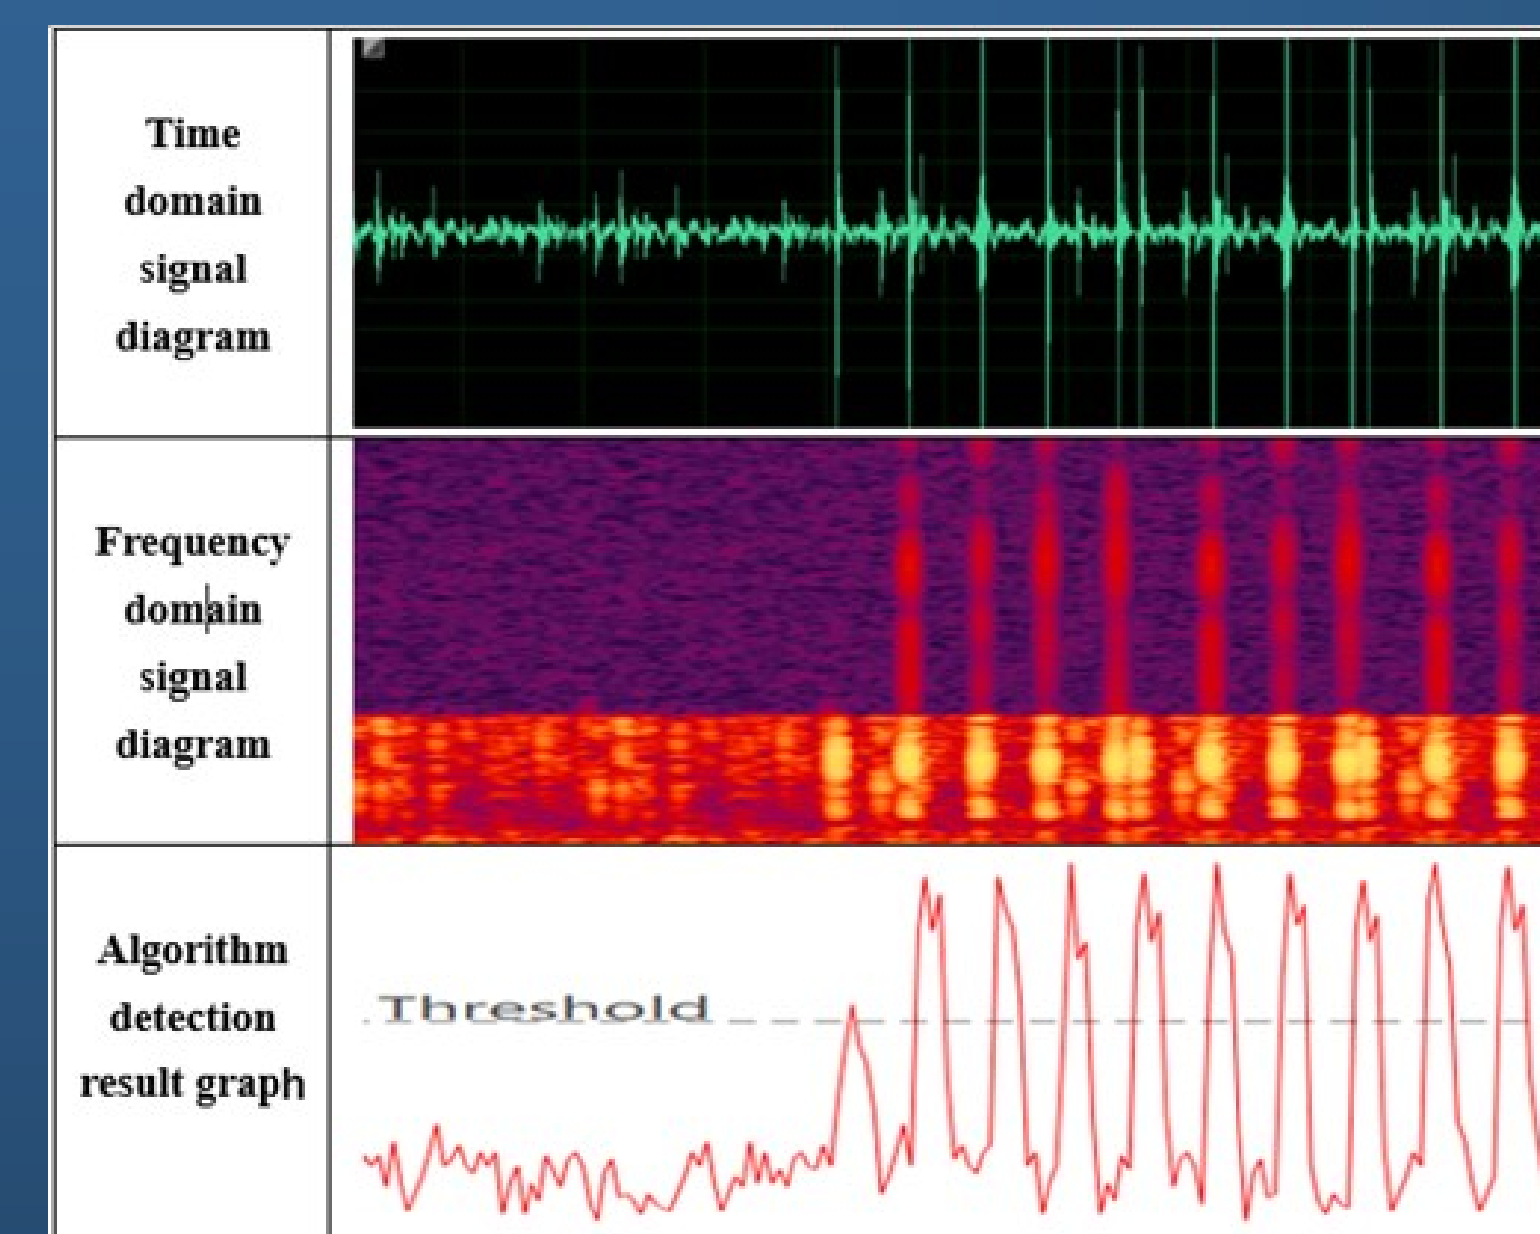 Time
domain
signal
diagram
Frequency
domain
signal
diagram
Algorithm
detection
result graph
Threshold